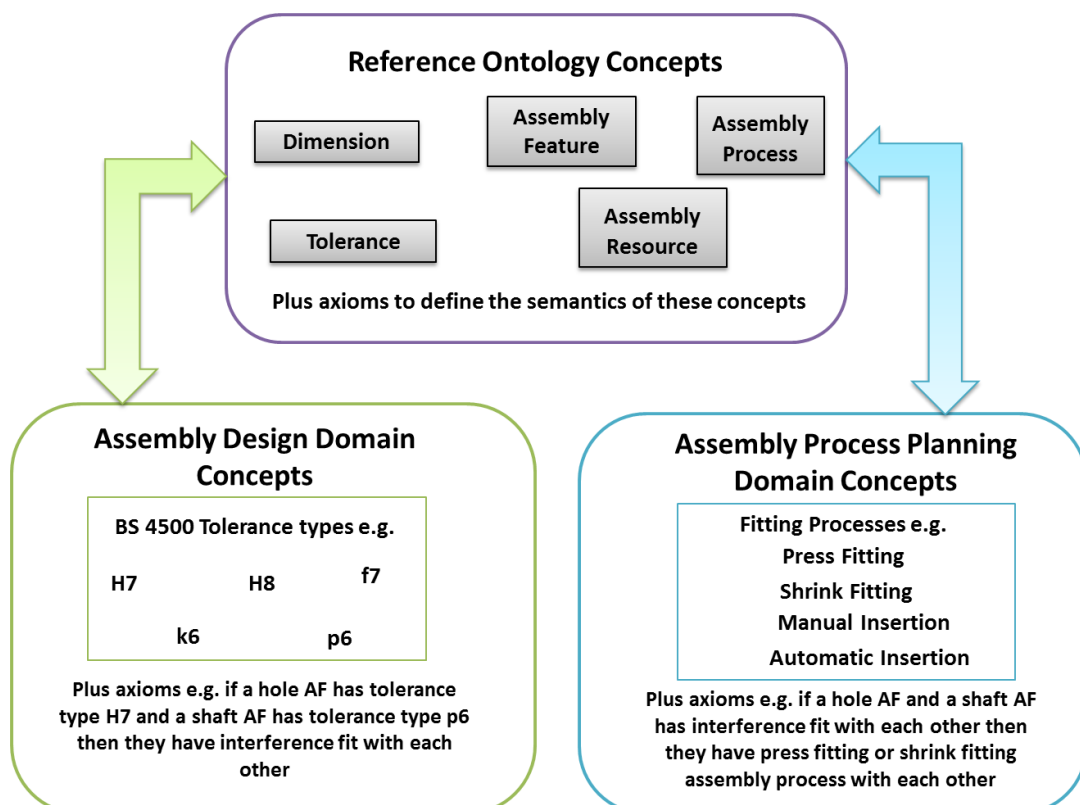 Reference Ontology Concepts
Dimension
Assembly
Feature
Assembly
Process
Tolerance
Assembly
Resource
Plus axioms to define the semantics of these concepts
Assembly Design Domain
Concepts
BS 4500 Tolerance types e.g.
H7
H8
f7
k6
p6
Plus axioms e.g. if a hole AF has tolerance
type H7 and a shaft AF has tolerance type p6
then they have interference fit with each
other
Assembly Process Planning
Domain Concepts
Fitting Processes e.g.
Press Fitting
Shrink Fitting
Manual Insertion
Automatic Insertion
Plus axioms e.g. if a hole AF and a shaft AF
has interference fit with each other then
they have press fitting or shrink fitting
assembly process with each other